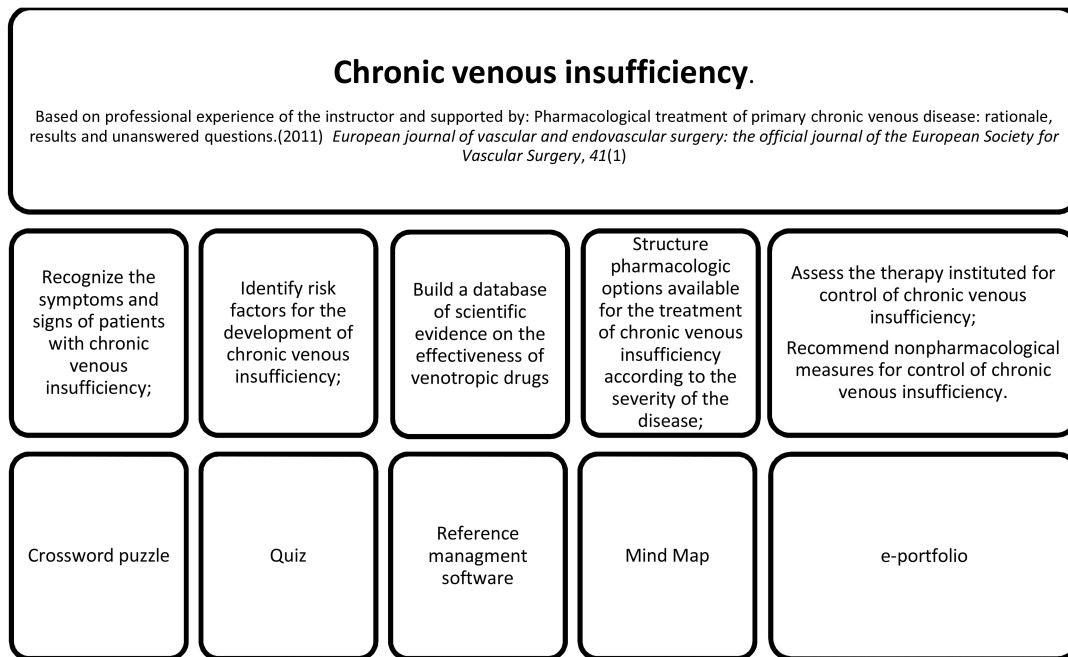 Chronic venous insufficiency.
Based on professional experience of the instructor and supported by: Pharmacological treatment of primary chronic venous disease: rationale,
results and unanswered questions.(2011)  European journal of vascular and endovascular surgery: the official journal of the European Society for
Vascular Surgery, 41(1)
Recognize the
symptoms and
signs of patients
with chronic
venous
insufficiency;
Identify risk
factors for the
development of
chronic venous
insufficiency;
Build a database
of scientific
evidence on the
effectiveness of
venotropic drugs
Structure
pharmacologic
options available
for the treatment
of chronic venous
insufficiency
according to the
severity of the
disease;
Assess the therapy instituted for
control of chronic venous
insufficiency;
Recommend nonpharmacological
measures for control of chronic
venous insufficiency.
Crossword puzzle
Quiz
Reference
managment
software
Mind Map
e-portfolio